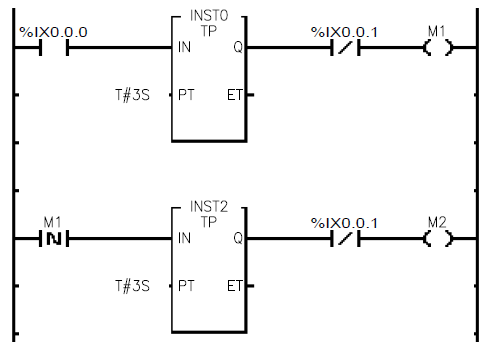 INST0
%IX0.0.0 TP %IX0.0.1 M1
IN Q
T#3S PT ET
INST2
M1 TP %IX0.0.1 M2
N IN Q
T#3S PT ET